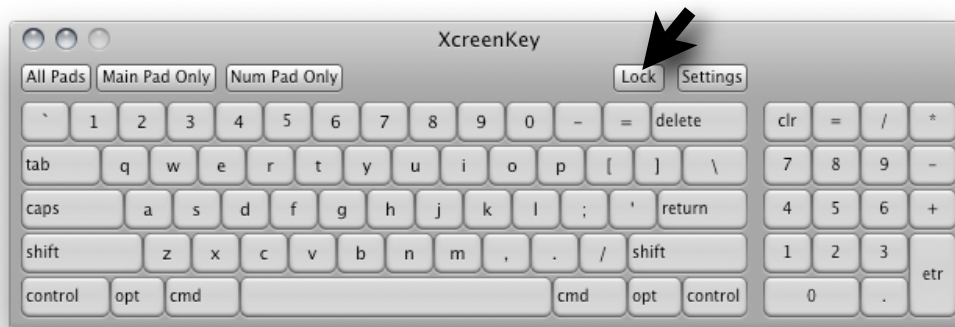 XcreenKey
All Pads Main Pad Only Num Pad Only Lock Settings
` 1 2 3 4 5 6 7 8 9 0 - = delete clr = / *
tab q w e r t y u i o p [ ] \ 7 8 9 -
caps a s d f g h j k l ; ' return 4 5 6 +
shift z x c v b n m , . / shift 1 2 3 etr
control opt cmd cmd opt control 0 .